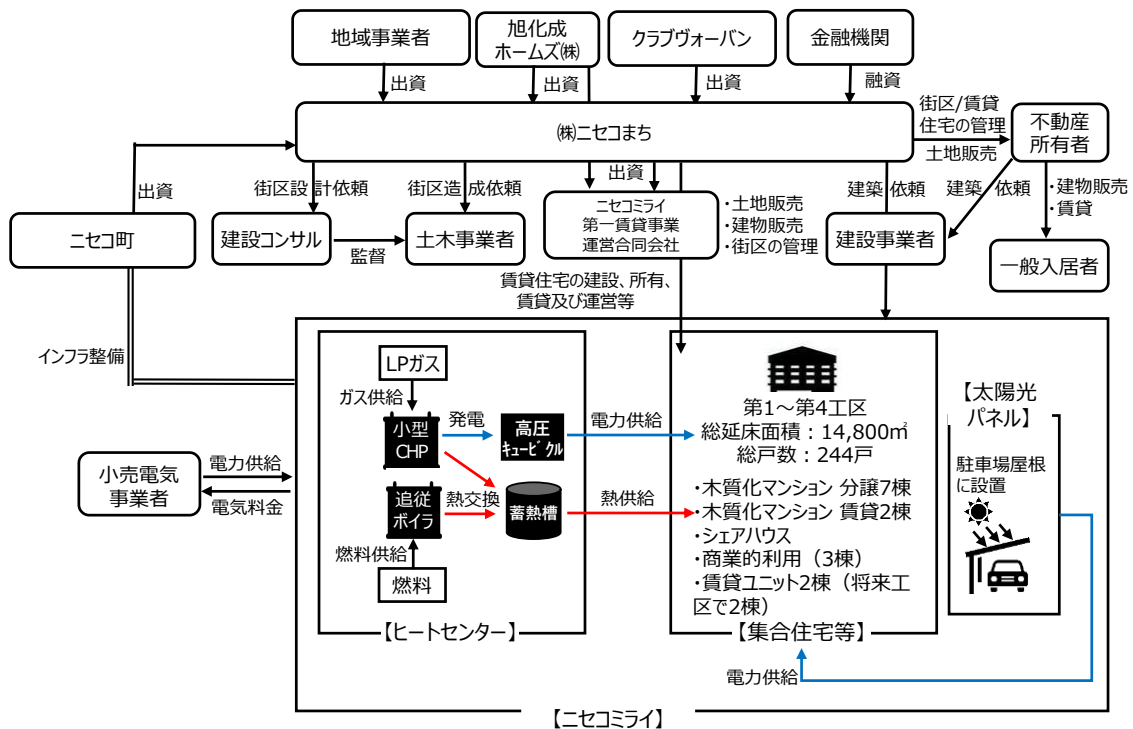 地域事業者
旭化成
ホームズ㈱
クラブヴォーバン
金融機関
出資
出資
出資
融資
㈱ニセコまち
街区/賃貸
住宅の管理
土地販売
不動産
所有者
出資
街区設計依頼
街区造成依頼
出資
建築依頼
建築依頼
・建物販売
・賃貸
ニセコ町
建設コンサル
監督
土木事業者
ニセコミライ
第一賃貸事業
運営合同会社
・土地販売
・建物販売
・街区の管理
建設事業者
一般入居者
賃貸住宅の建設、所有、
賃貸及び運営等
インフラ整備
LPガス
ガス供給
小型
CHP
発電
高圧
ｷｭｰﾋﾞｸﾙ
電力供給
追従
ボイラ
熱交換
蓄熱槽
熱供給
燃料供給
燃料
【ヒートセンター】
第1～第4工区
総延床面積：14,800㎡
総戸数：244戸
・木質化マンション 分譲7棟
・木質化マンション 賃貸2棟
・シェアハウス
・商業的利用（3棟）
・賃貸ユニット2棟（将来工
区で2棟）
【集合住宅等】
【太陽光
パネル】
駐車場屋根
に設置
小売電気
事業者
電力供給
電気料金
電力供給
【ニセコミライ】